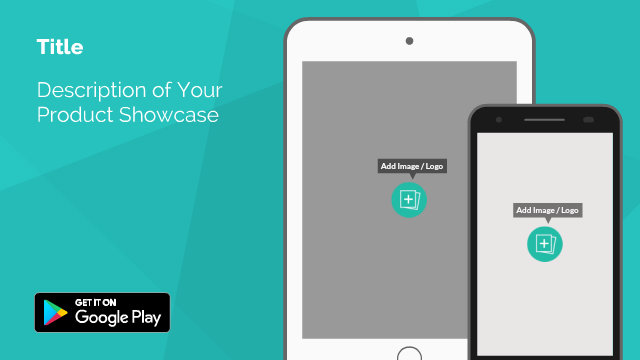 Title
Description of Your
Product Showcase
Add Image / Logo
Add Image / Logo
GET IT ON
Google Play